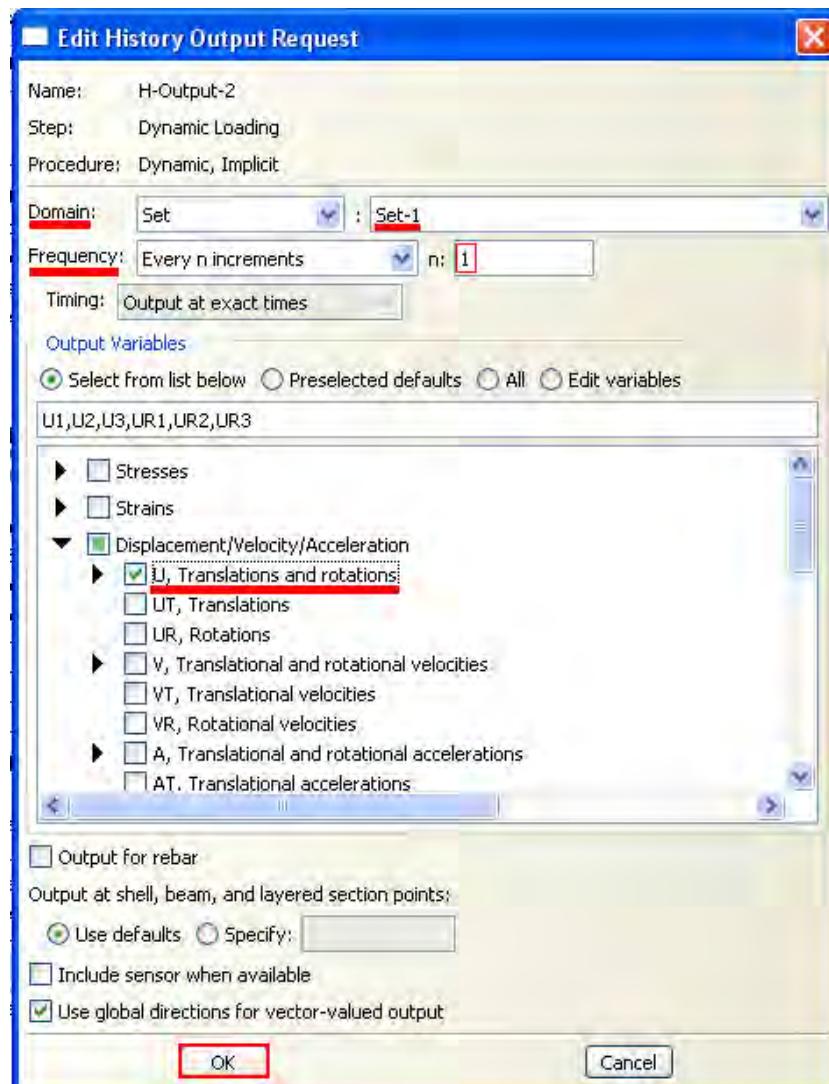 Edit History Output Request
Name: H-Output-2
Step: Dynamic Loading
Procedure: Dynamic, Implicit
Domain: Set : Set-1
Frequency: Every n increments n: 1
Timing: Output at exact times
Output Variables
Select from list below Preselected defaults All Edit variables
U1,U2,U3,UR1,UR2,UR3
Stresses
Strains
Displacement/Velocity/Acceleration
U, Translations and rotations
UT, Translations
UR, Rotations
V, Translational and rotational velocities
VT, Translational velocities
VR, Rotational velocities
A, Translational and rotational accelerations
AT. Translational accelerations
Output for rebar
Output at shell, beam, and layered section points:
Use defaults Specify:
Include sensor when available
Use global directions for vector-valued output
OK Cancel